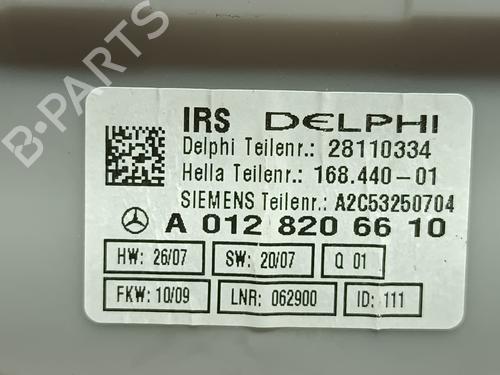 IRS DELPHI
Delphi Teilenr.: 28110334
Hella Teilenr.: 168.440-01
SIEMENS Teilenr.: A2C53250704
A 012 820 66 10
HW: 26/07 SW: 20/07 Q 01
FKW: 10/09 LNR: 062900 ID: 111
B-PARTS